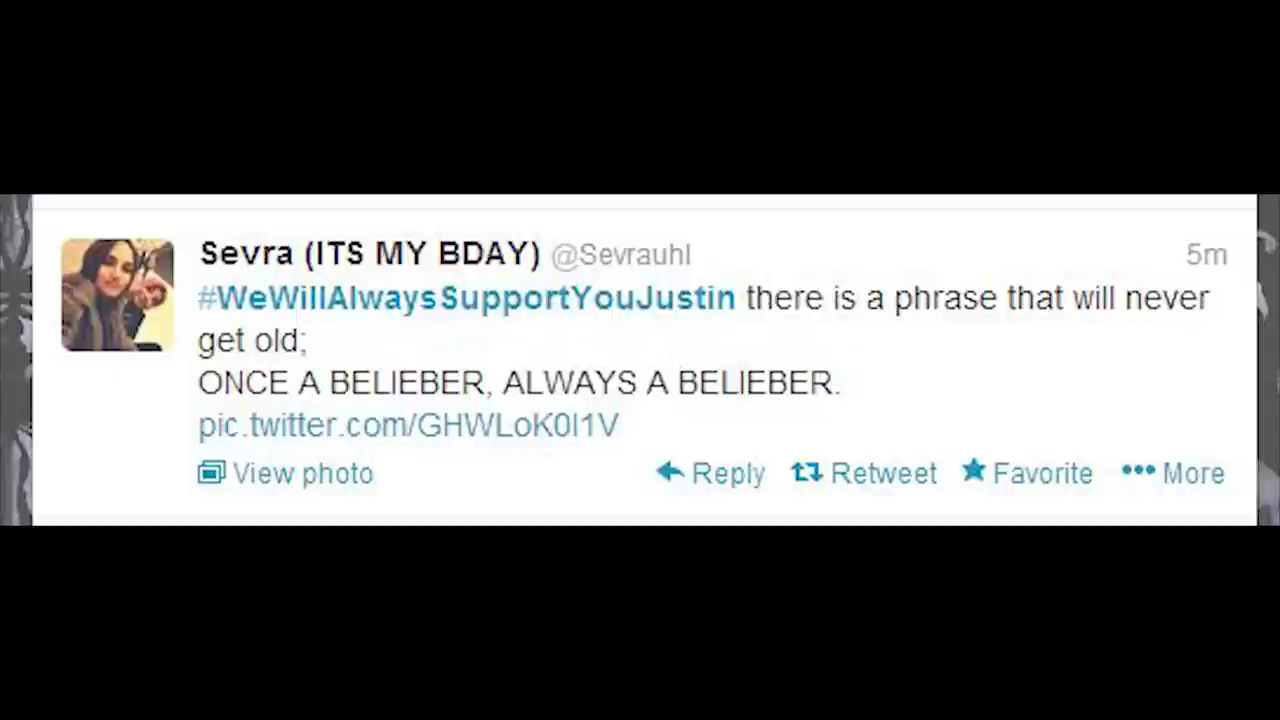 Sevra (ITS MY BDAY) @Sevrauhl 5m
#WeWillAlwaysSupportYouJustin there is a phrase that will never
get old;
ONCE A BELIEBER, ALWAYS A BELIEBER.
pic.twitter.com/GHWLoK0I1V
View photo Reply Retweet Favorite More